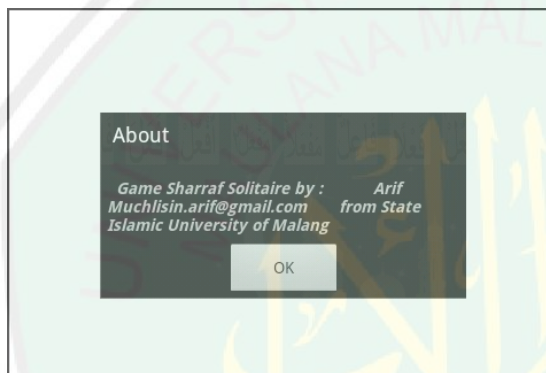 About
Game Sharraf Solitaire by : Arif
Muchlisin.arif@gmail.com from State
Islamic University of Malang
OK